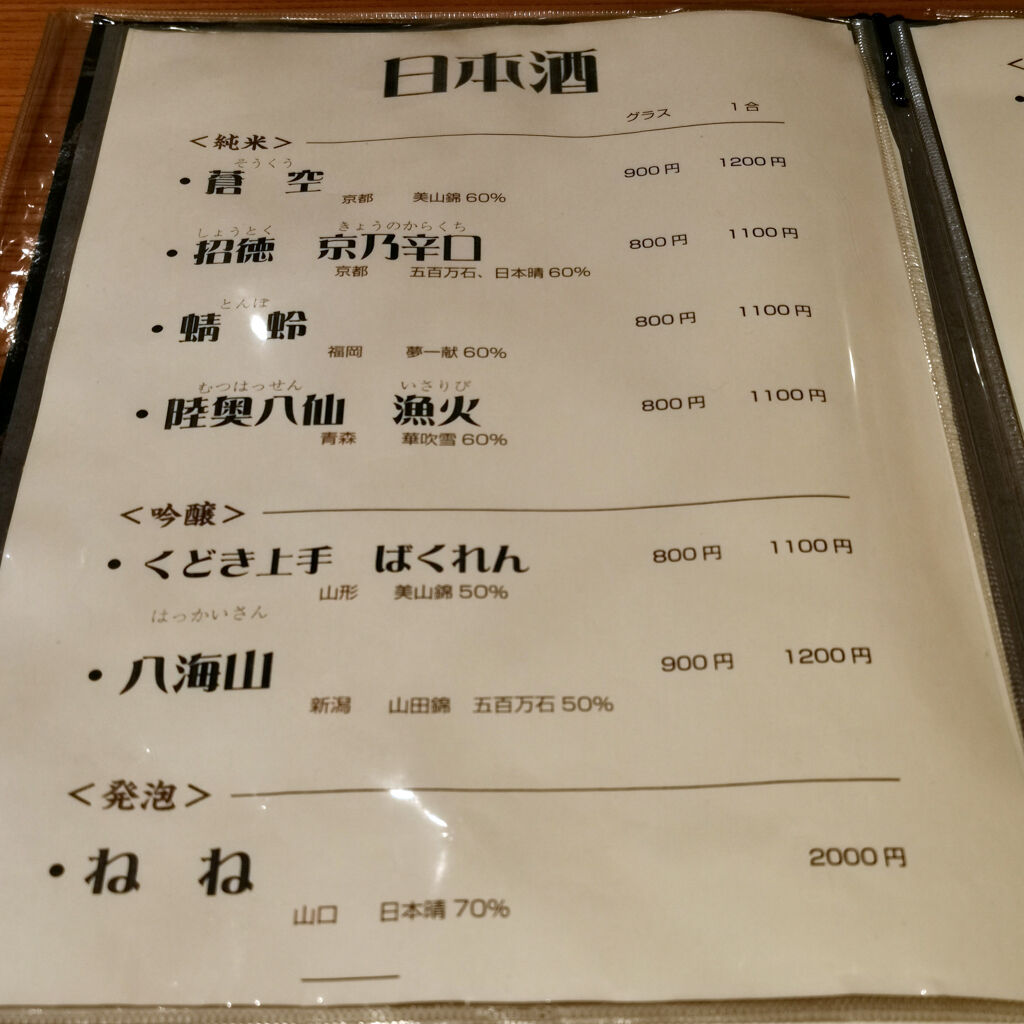 日本酒
グラス 1合
＜純米＞
そうくう
・蒼 空 900円 1200円
京都 美山錦 60%
しょうとく きょうのからくち
・招徳 京乃辛口 800円 1100円
京都 五百万石、日本晴 60%
とんぼ
・蜻 蛉 800円 1100円
福岡 夢一献 60%
むつはっせん いさりび
・陸奥八仙 漁火 800円 1100円
青森 華吹雪 60%
＜吟醸＞
・くどき上手 ばくれん 800円 1100円
山形 美山錦 50%
はっかいさん
・八海山 900円 1200円
新潟 山田錦 五百万石 50%
＜発泡＞
・ね ね 2000円
山口 日本晴 70%